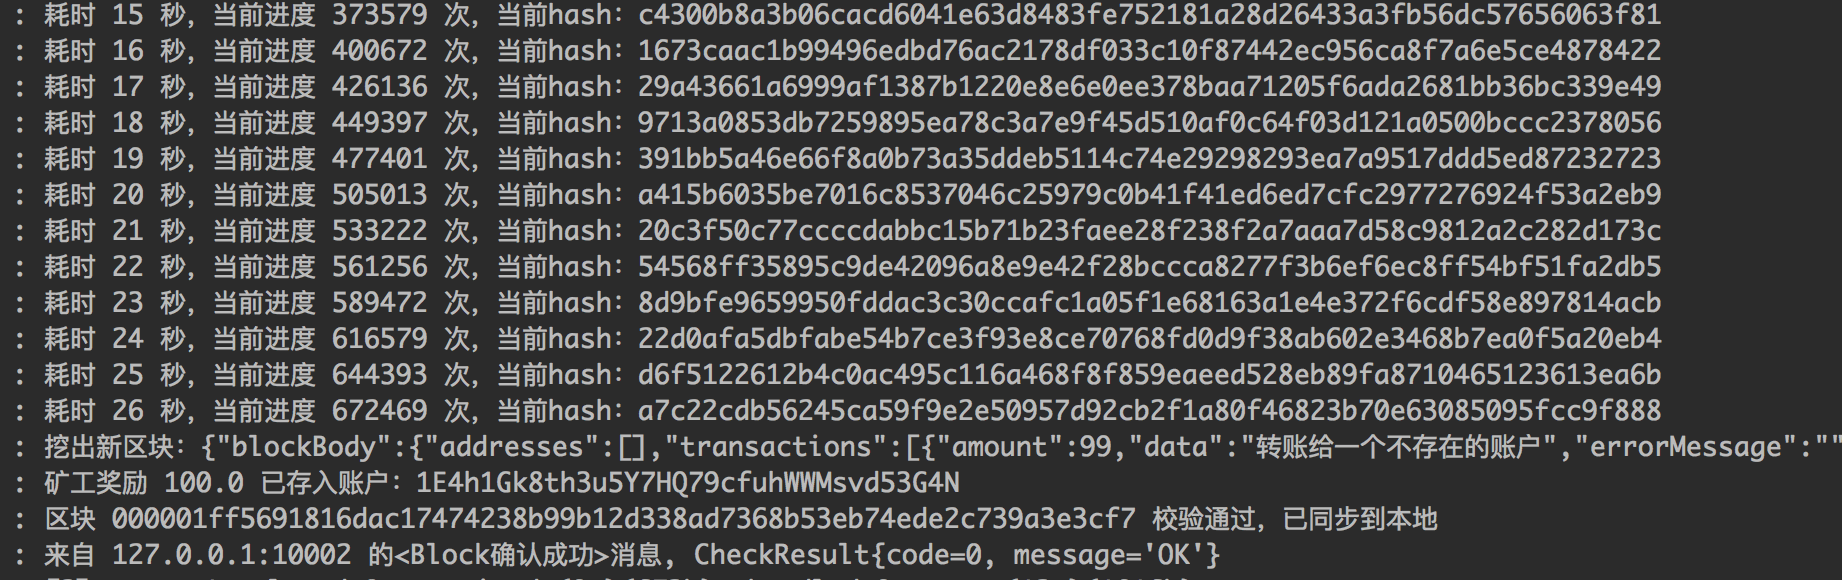 : 耗时 15 秒，当前进度 373579 次，当前hash：c4300b8a3b06cacd6041e63d8483fe752181a28d26433a3fb56dc57656063f81
: 耗时 16 秒，当前进度 400672 次，当前hash：1673caac1b99496edbd76ac2178df033c10f87442ec956ca8f7a6e5ce4878422
: 耗时 17 秒，当前进度 426136 次，当前hash：29a43661a6999af1387b1220e8e6e0ee378baa71205f6ada2681bb36bc339e49
: 耗时 18 秒，当前进度 449397 次，当前hash：9713a0853db7259895ea78c3a7e9f45d510af0c64f03d121a0500bccc2378056
: 耗时 19 秒，当前进度 477401 次，当前hash：391bb5a46e66f8a0b73a35ddeb5114c74e29298293ea7a9517ddd5ed87232723
: 耗时 20 秒，当前进度 505013 次，当前hash：a415b6035be7016c8537046c25979c0b41f41ed6ed7cfc2977276924f53a2eb9
: 耗时 21 秒，当前进度 533222 次，当前hash：20c3f50c77ccccdabbc15b71b23faee28f238f2a7aaa7d58c9812a2c282d173c
: 耗时 22 秒，当前进度 561256 次，当前hash：54568ff35895c9de42096a8e9e42f28bccca8277f3b6ef6ec8ff54bf51fa2db5
: 耗时 23 秒，当前进度 589472 次，当前hash：8d9bfe9659950fddac3c30ccafc1a05f1e68163a1e4e372f6cdf58e897814acb
: 耗时 24 秒，当前进度 616579 次，当前hash：22d0afa5dbfabe54b7ce3f93e8ce70768fd0d9f38ab602e3468b7ea0f5a20eb4
: 耗时 25 秒，当前进度 644393 次，当前hash：d6f5122612b4c0ac495c116a468f8f859eaeed528eb89fa8710465123613ea6b
: 耗时 26 秒，当前进度 672469 次，当前hash：a7c22cdb56245ca59f9e2e50957d92cb2f1a80f46823b70e63085095fcc9f888
: 挖出新区块：{"blockBody":{"addresses":[],"transactions":[{"amount":99,"data":"转账给一个不存在的账户","errorMessage":""
: 矿工奖励 100.0 已存入账户：1E4h1Gk8th3u5Y7HQ79cfuhWWMsvd53G4N
: 区块 000001ff5691816dac17474238b99b12d338ad7368b53eb74ede2c739a3e3cf7 校验通过，已同步到本地
: 来自 127.0.0.1:10002 的<Block确认成功>消息, CheckResult{code=0, message='OK'}